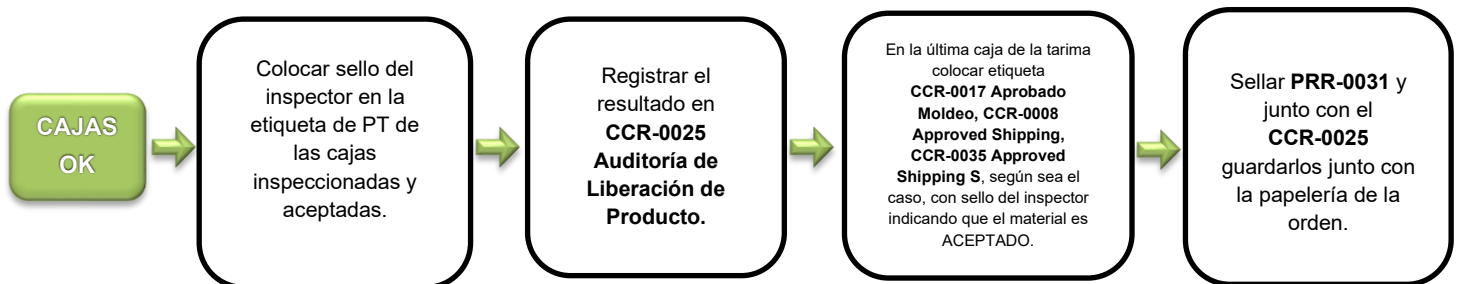 CAJAS
OK
Colocar sello del
inspector en la
etiqueta de PT de
las cajas
inspeccionadas y
aceptadas.
Registrar el
resultado en
CCR-0025
Auditoría de
Liberación de
Producto.
En la última caja de la tarima
colocar etiqueta
CCR-0017 Aprobado
Moldeo, CCR-0008
Approved Shipping,
CCR-0035 Approved
Shipping S, según sea el
caso, con sello del inspector
indicando que el material es
ACEPTADO.
Sellar PRR-0031 y
junto con el
CCR-0025
guardarlos junto con
la papelería de la
orden.